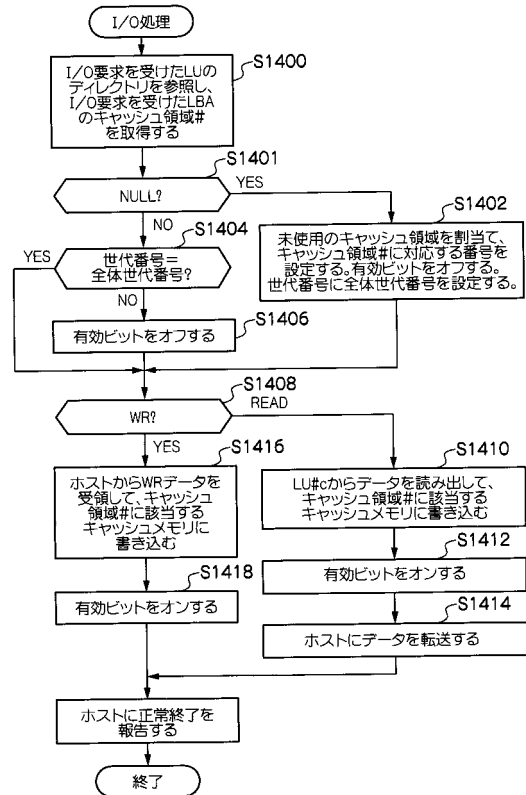 I/O処理
S1400
I/O要求を受けたLUの
ディレクトリを参照し、
I/O要求を受けたLBA
のキャッシュ領域#
を取得する
S1401
NULL?
YES
NO
S1402
未使用のキャッシュ領域を割当て、
キャッシュ領域#に対応する番号を
設定する。有効ビットをオフする。
世代番号に全体世代番号を設定する。
S1404
YES
世代番号=
全体世代番号?
NO
S1406
有効ビットをオフする
S1408
WR?
READ
YES
S1416
ホストからWRデータを
受領して、キャッシュ
領域#に該当する
キャッシュメモリに
書き込む
S1410
LU#cからデータを読み出して、
キャッシュ領域#に該当する
キャッシュメモリに書き込む
S1412
有効ビットをオンする
S1418
有効ビットをオンする
S1414
ホストにデータを転送する
ホストに正常終了を
報告する
終了